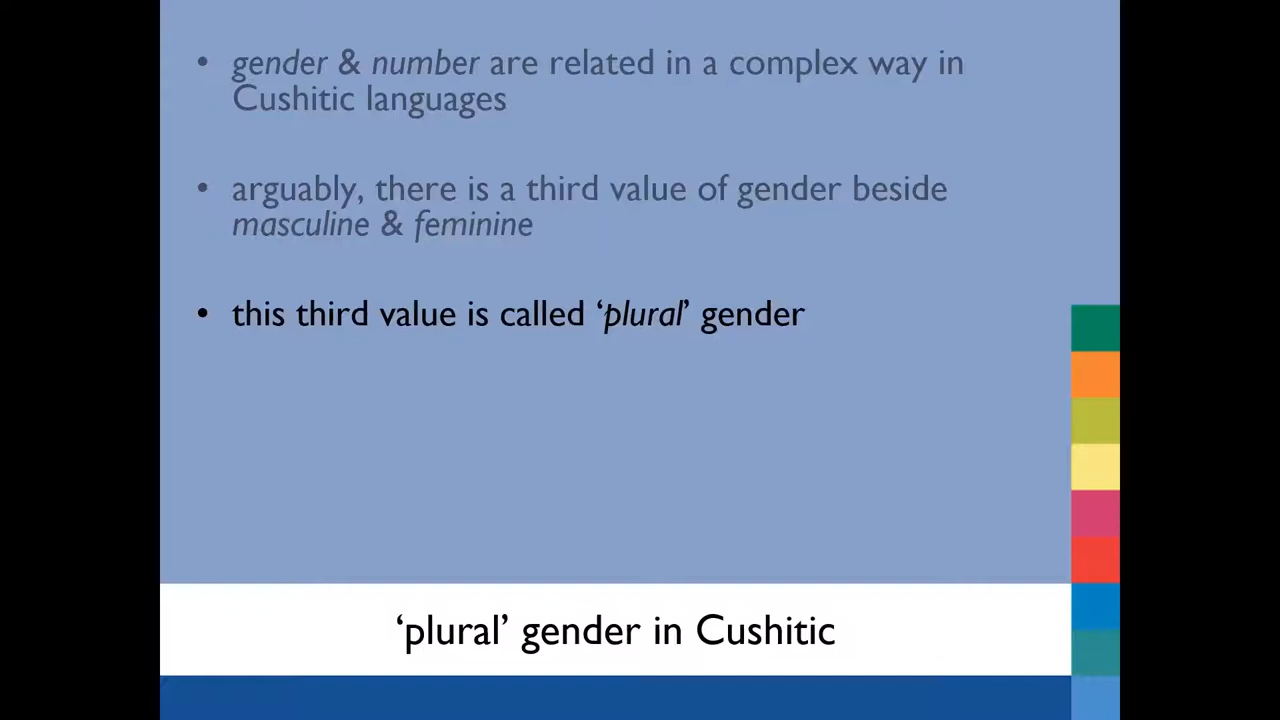 • gender & number are related in a complex way in
Cushitic languages
• arguably, there is a third value of gender beside
masculine & feminine
• this third value is called ‘plural’ gender
‘plural’ gender in Cushitic